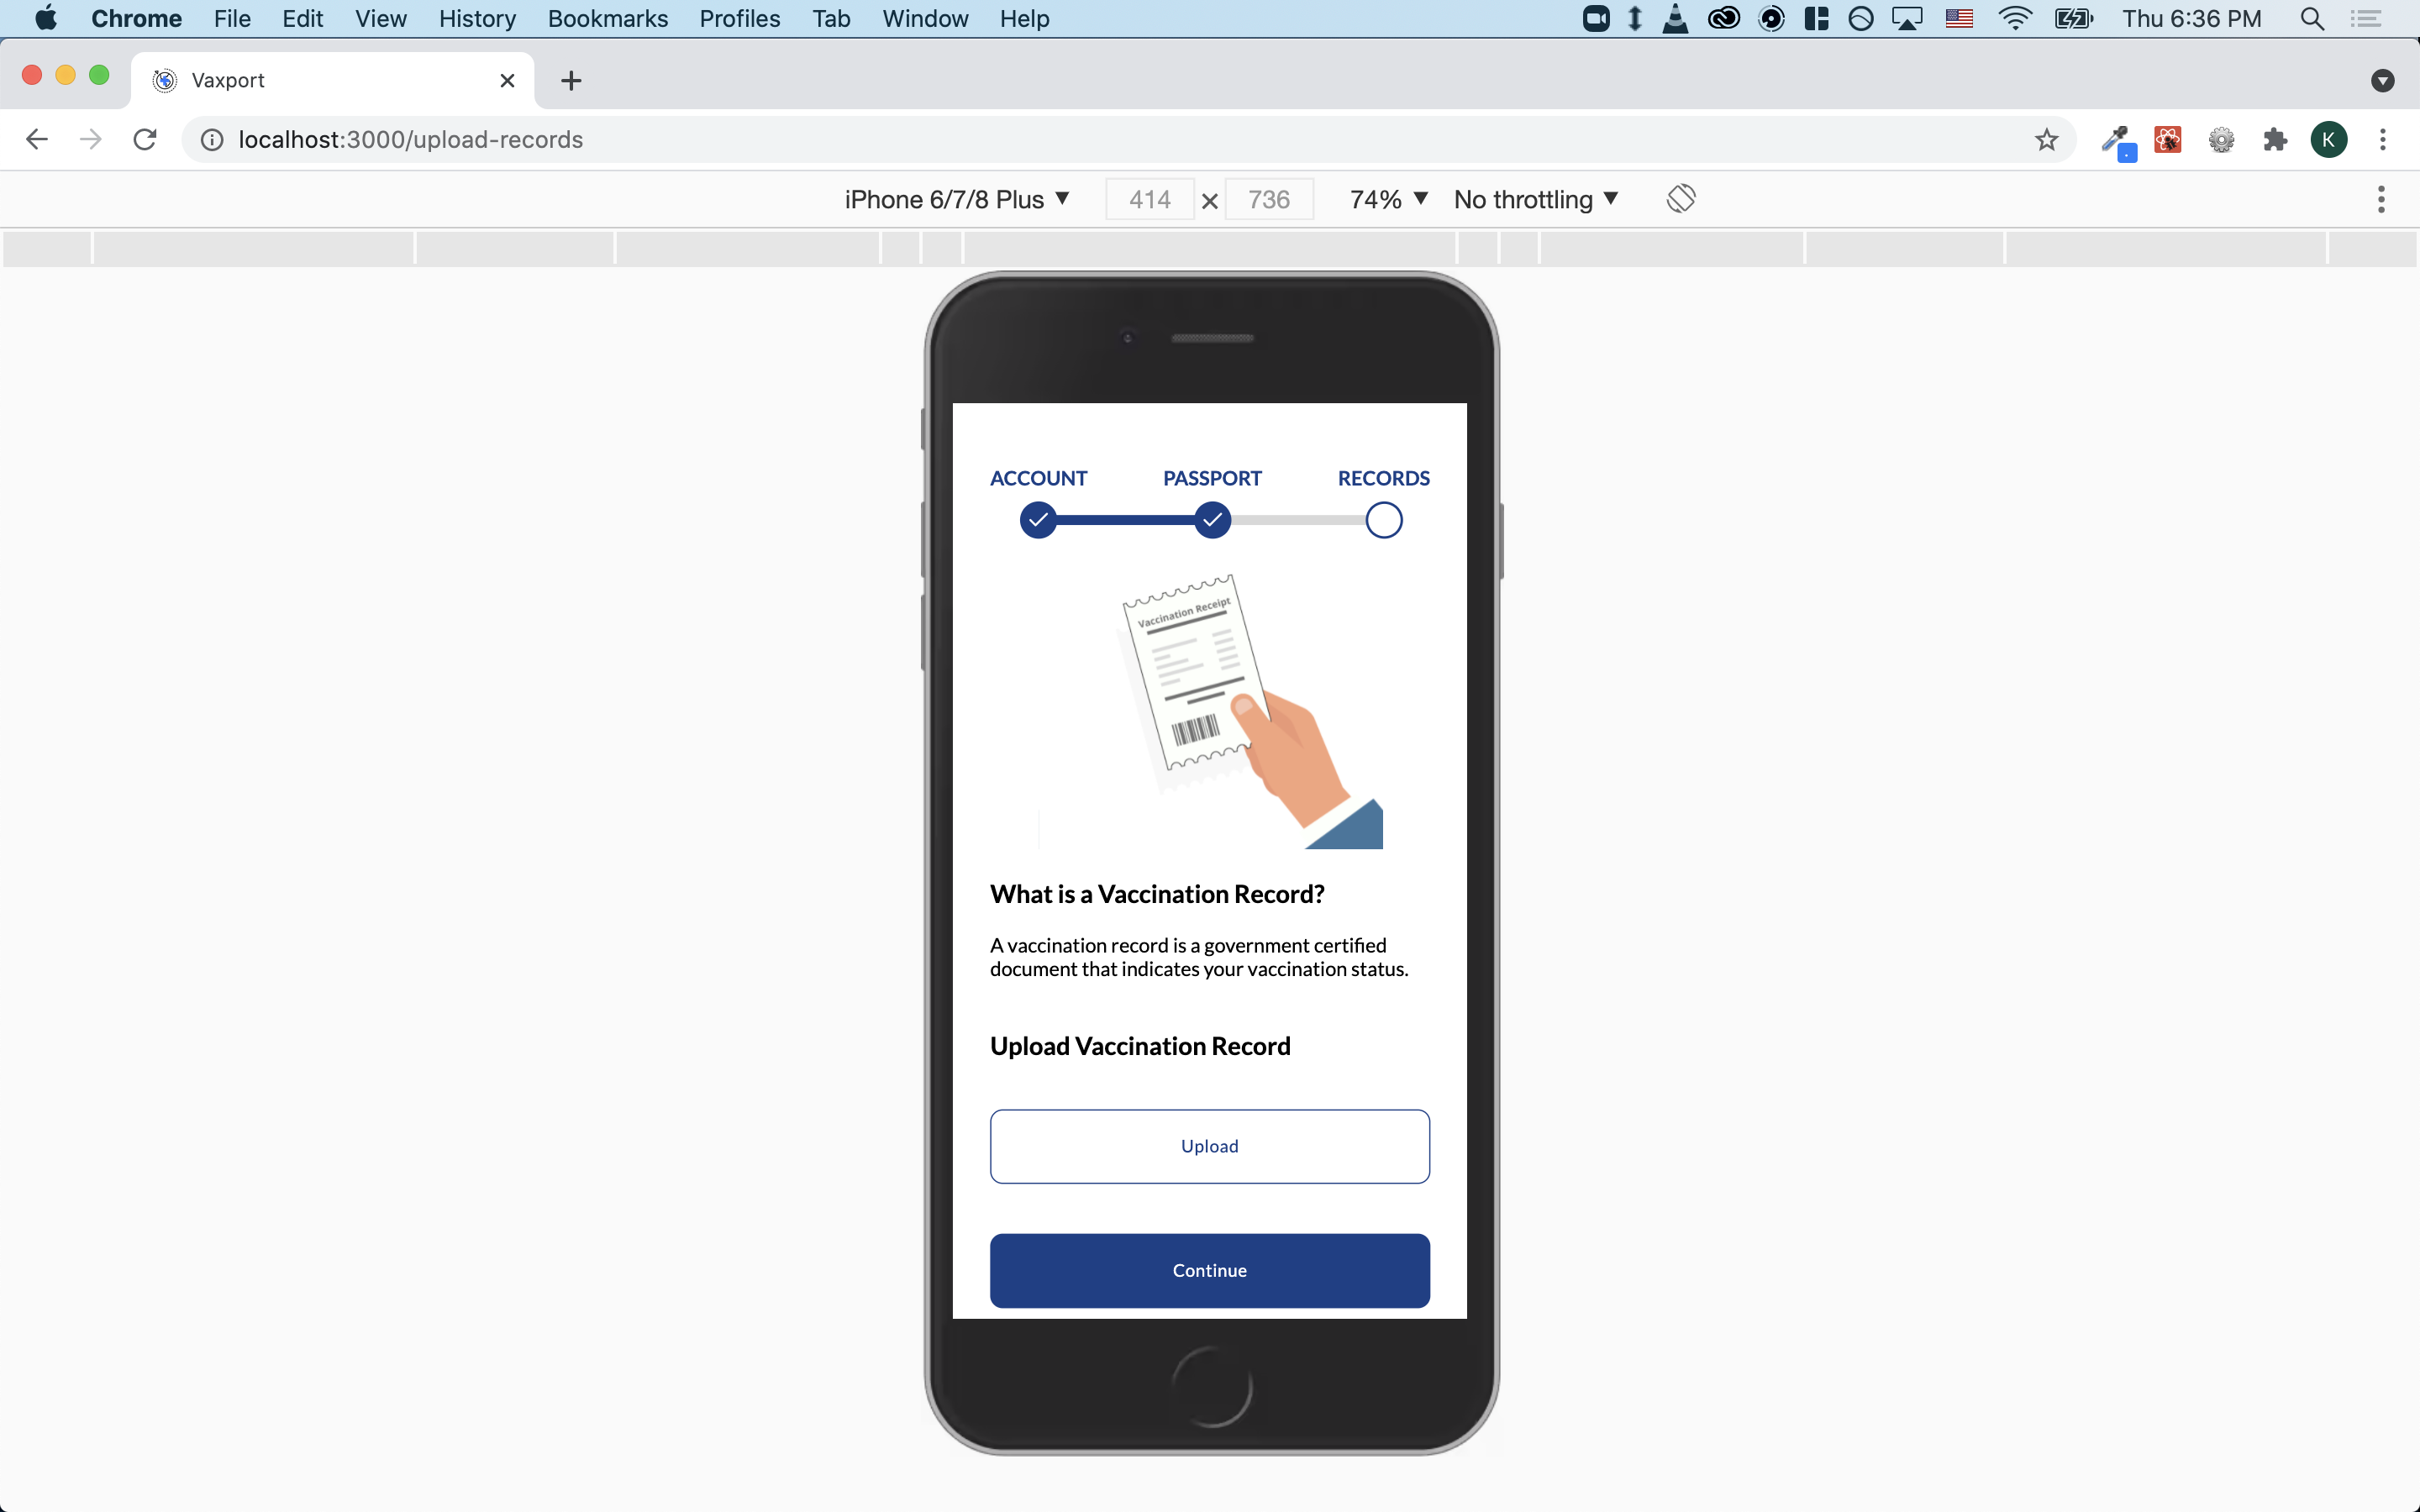 Chrome File Edit View History Bookmarks Profiles Tab Window Help Thu 6:36 PM
Vaxport
localhost:3000/upload-records K
iPhone 6/7/8 Plus 414 × 736 74% No throttling
ACCOUNT PASSPORT RECORDS
Vaccination Receipt
What is a Vaccination Record?
A vaccination record is a government certified
document that indicates your vaccination status.
Upload Vaccination Record
Upload
Continue